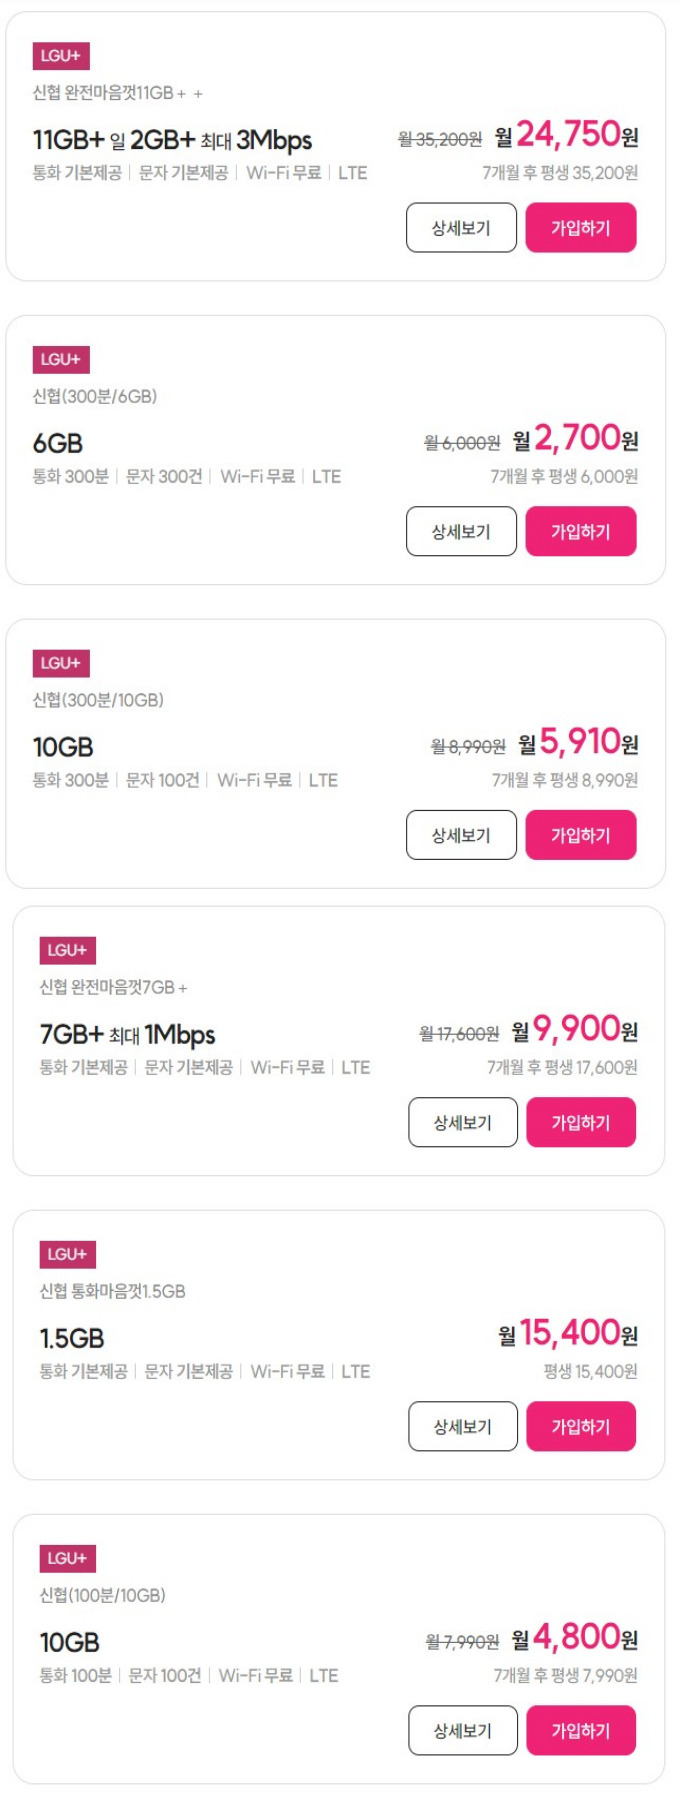 LGU+
신협 완전마음껏11GB + +
11GB+ 일 2GB+ 최대 3Mbps 월 35,200원 월 24,750원
통화 기본제공 | 문자 기본제공 | Wi-Fi 무료 | LTE 7개월 후 평생 35,200원
상세보기 가입하기
LGU+
신협(300분/6GB)
6GB 월 6,000원 월 2,700원
통화 300분 | 문자 300건 | Wi-Fi 무료 | LTE 7개월 후 평생 6,000원
상세보기 가입하기
LGU+
신협(300분/10GB)
10GB 월 8,990원 월 5,910원
통화 300분 | 문자 100건 | Wi-Fi 무료 | LTE 7개월 후 평생 8,990원
상세보기 가입하기
LGU+
신협 완전마음껏7GB +
7GB+ 최대 1Mbps 월 17,600원 월 9,900원
통화 기본제공 | 문자 기본제공 | Wi-Fi 무료 | LTE 7개월 후 평생 17,600원
상세보기 가입하기
LGU+
신협 통화마음껏1.5GB
1.5GB 월 15,400원
통화 기본제공 | 문자 기본제공 | Wi-Fi 무료 | LTE 평생 15,400원
상세보기 가입하기
LGU+
신협(100분/10GB)
10GB 월 7,990원 월 4,800원
통화 100분 | 문자 100건 | Wi-Fi 무료 | LTE 7개월 후 평생 7,990원
상세보기 가입하기